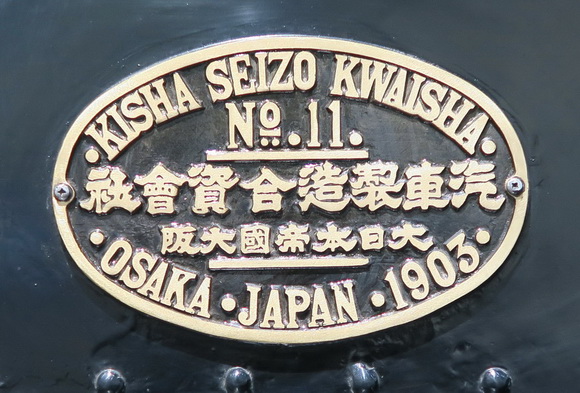 •KISHA SEIZO KWAISHA•
No.11.
汽車製造合資會社
大日本帝國大阪
•OSAKA•JAPAN•1903•